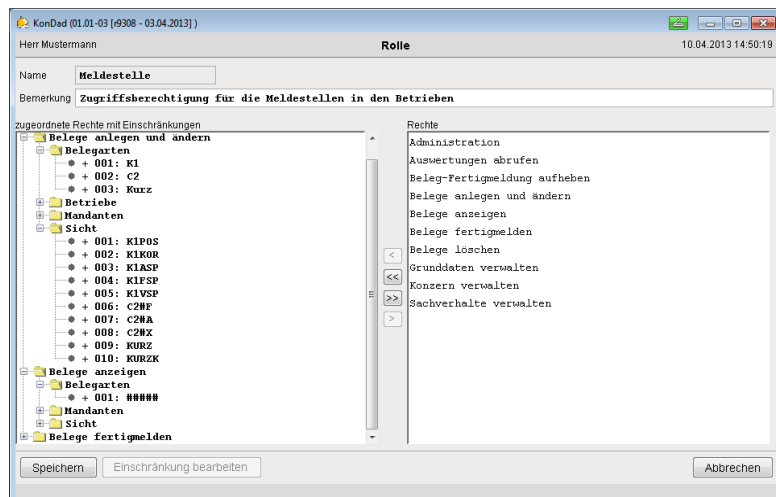 KonDad (01.01-03 [r9308 - 03.04.2013] )
Herr Mustermann
Rolle
10.04.2013 14:50:19
Name
Meldestelle
Bemerkung
Zugriffsberechtigung für die Meldestellen in den Betrieben
zugeordnete Rechte mit Einschränkungen
Belege anlegen und ändern
Belegarten
+ 001: K1
+ 002: C2
+ 003: Kurz
Betriebe
Mandanten
Sicht
+ 001: K1POS
+ 002: K1KOR
+ 003: K1ASP
+ 004: K1FSP
+ 005: K1VSP
+ 006: C2#F
+ 007: C2#A
+ 008: C2#X
+ 009: KURZ
+ 010: KURZK
Belege anzeigen
Belegarten
+ 001: #####
Mandanten
Sicht
Belege fertigmelden
<
<<
>>
>
Rechte
Administration
Auswertungen abrufen
Beleg-Fertigmeldung aufheben
Belege anlegen und ändern
Belege anzeigen
Belege fertigmelden
Belege löschen
Grunddaten verwalten
Konzern verwalten
Sachverhalte verwalten
Speichern
Einschränkung bearbeiten
Abbrechen